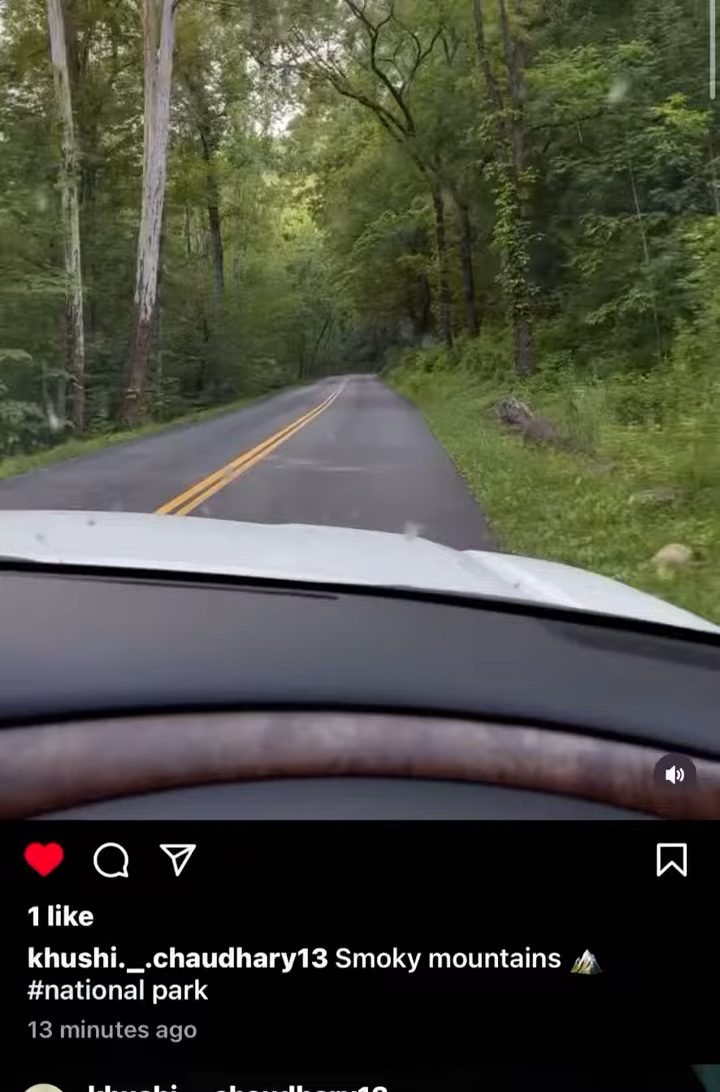 1 like
khushi._.chaudhary13 Smoky mountains ⛰️
#national park
13 minutes ago